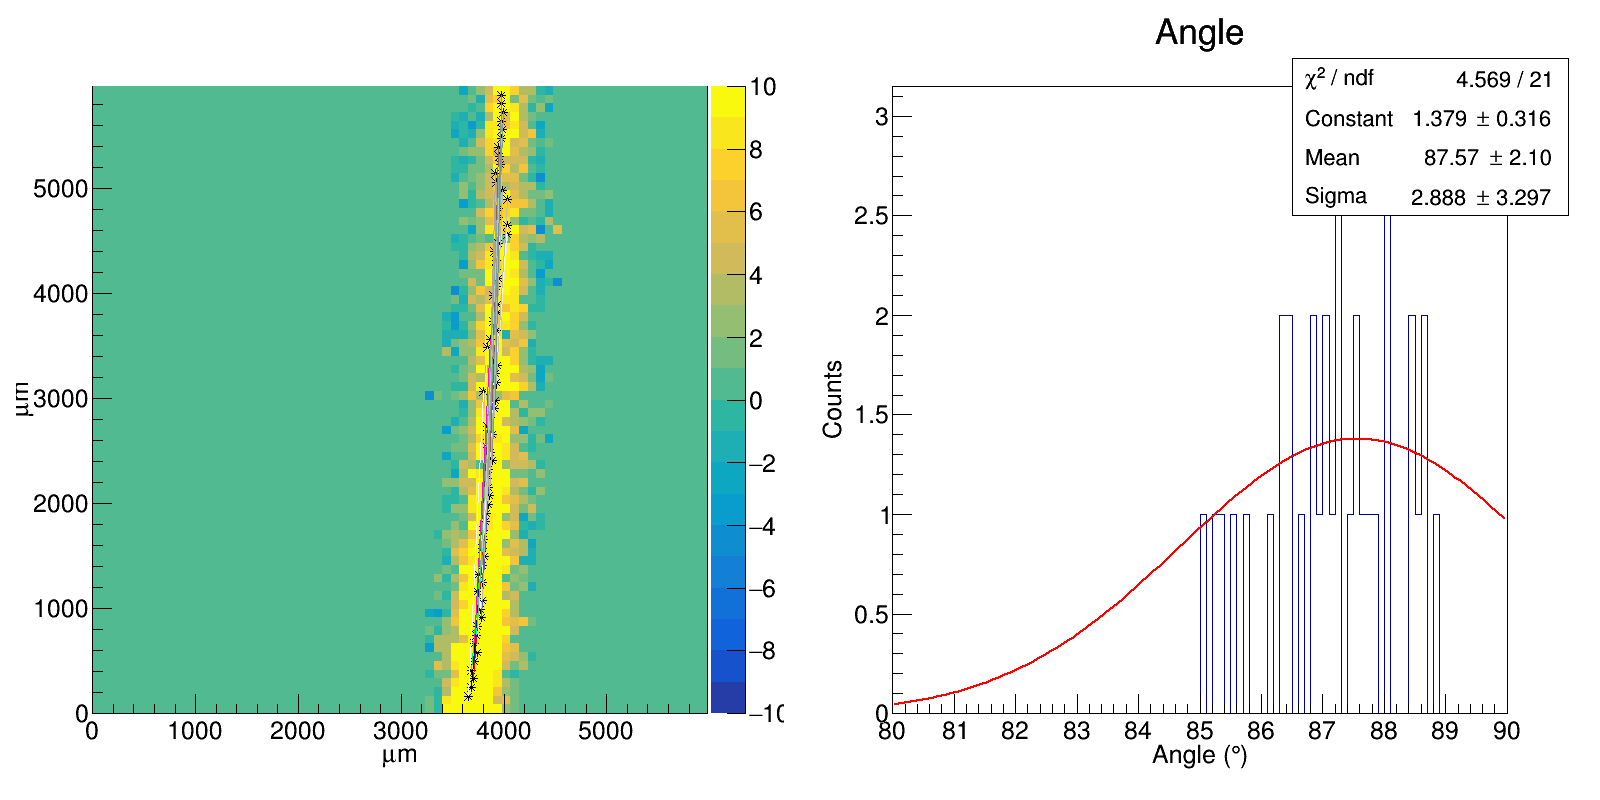 Angle
χ² / ndf 4.569 / 21
Constant 1.379 ± 0.316
Mean 87.57 ± 2.10
Sigma 2.888 ± 3.297
10
8
6
4
2
0
−2
−4
−6
−8
−10
5000
4000
3000
2000
1000
0
μm
0 1000 2000 3000 4000 5000
μm
3
2.5
2
1.5
1
0.5
0
Counts
80 81 82 83 84 85 86 87 88 89 90
Angle (°)